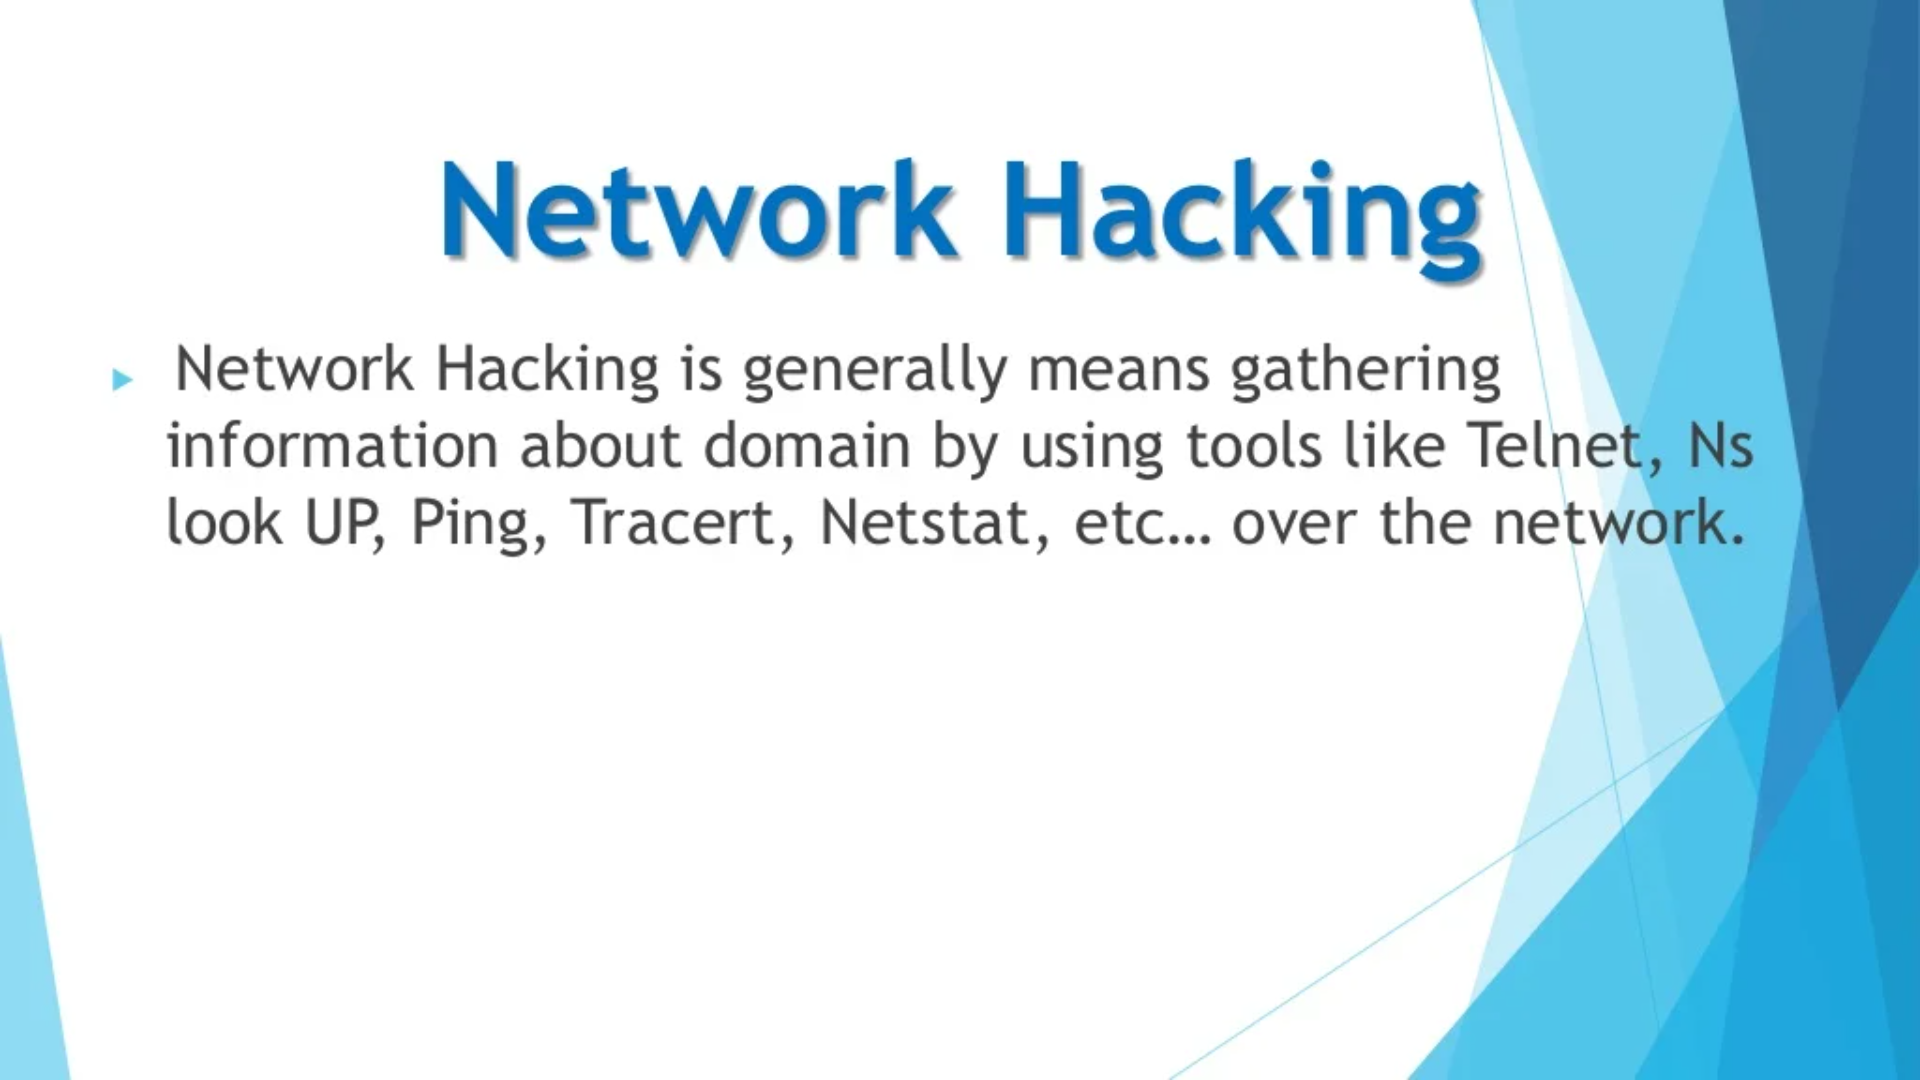 Network Hacking
Network Hacking is generally means gathering
information about domain by using tools like Telnet, Ns
look UP, Ping, Tracert, Netstat, etc… over the network.